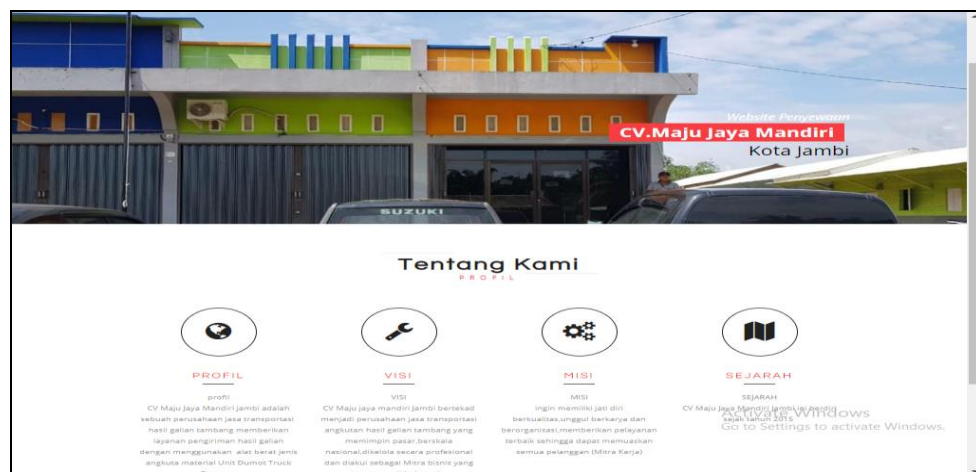 Website Penyewaan
CV.Maju Jaya Mandiri
Kota Jambi
SUZUKI
Tentang Kami
PROFIL
PROFIL
profil
CV Maju Jaya Mandiri Jambi adalah
sebuah perusahaan jasa transportasi
hasil galian tambang memberikan
layanan pengiriman hasil galian
dengan menggunakan alat berat jenis
angkuta material Unit Dumot Truck
VISI
VISI
CV Maju jaya mandiri Jambi bertekad
menjadi perusahaan jasa transportasi
angkutan hasil galian tambang yang
memimpin pasar,berskala
nasional,dikelola secara profesional
dan diakui sebagai Mitra bisnis yang
MISI
MISI
ingin memiliki jati diri
berkualitas,unggul berkarya dan
berorganisasi,memberikan pelayanan
terbaik sehingga dapat memuaskan
semua pelanggan (Mitra Kerja)
SEJARAH
SEJARAH
CV Maju Jaya Mandiri Jambi ini berdiri
sejak tahun 2015
Activate Windows
Go to Settings to activate Windows.